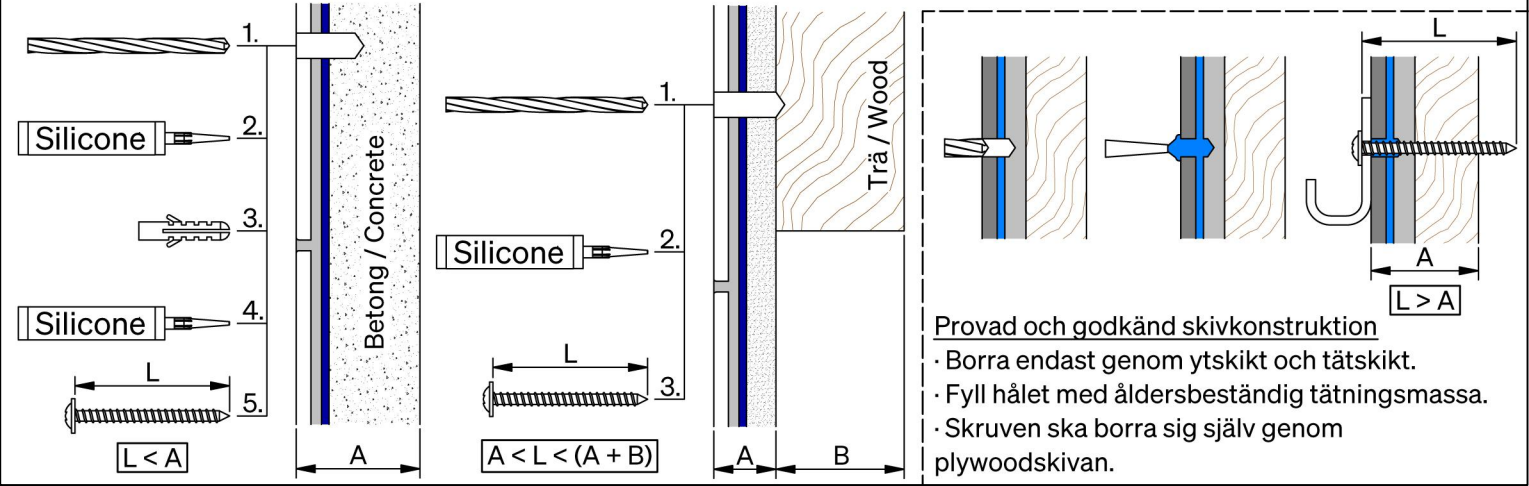 1.
Silicone 2.
3.
Silicone 4.
L
5.
L < A
Betong / Concrete
A
1.
Silicone 2.
L
3.
A < L < (A + B)
Trä / Wood
A B
L
A
L > A
Provad och godkänd skivkonstruktion
· Borra endast genom ytskikt och tätskikt.
· Fyll hålet med åldersbeständig tätningsmassa.
· Skruven ska borra sig själv genom
plywoodskivan.